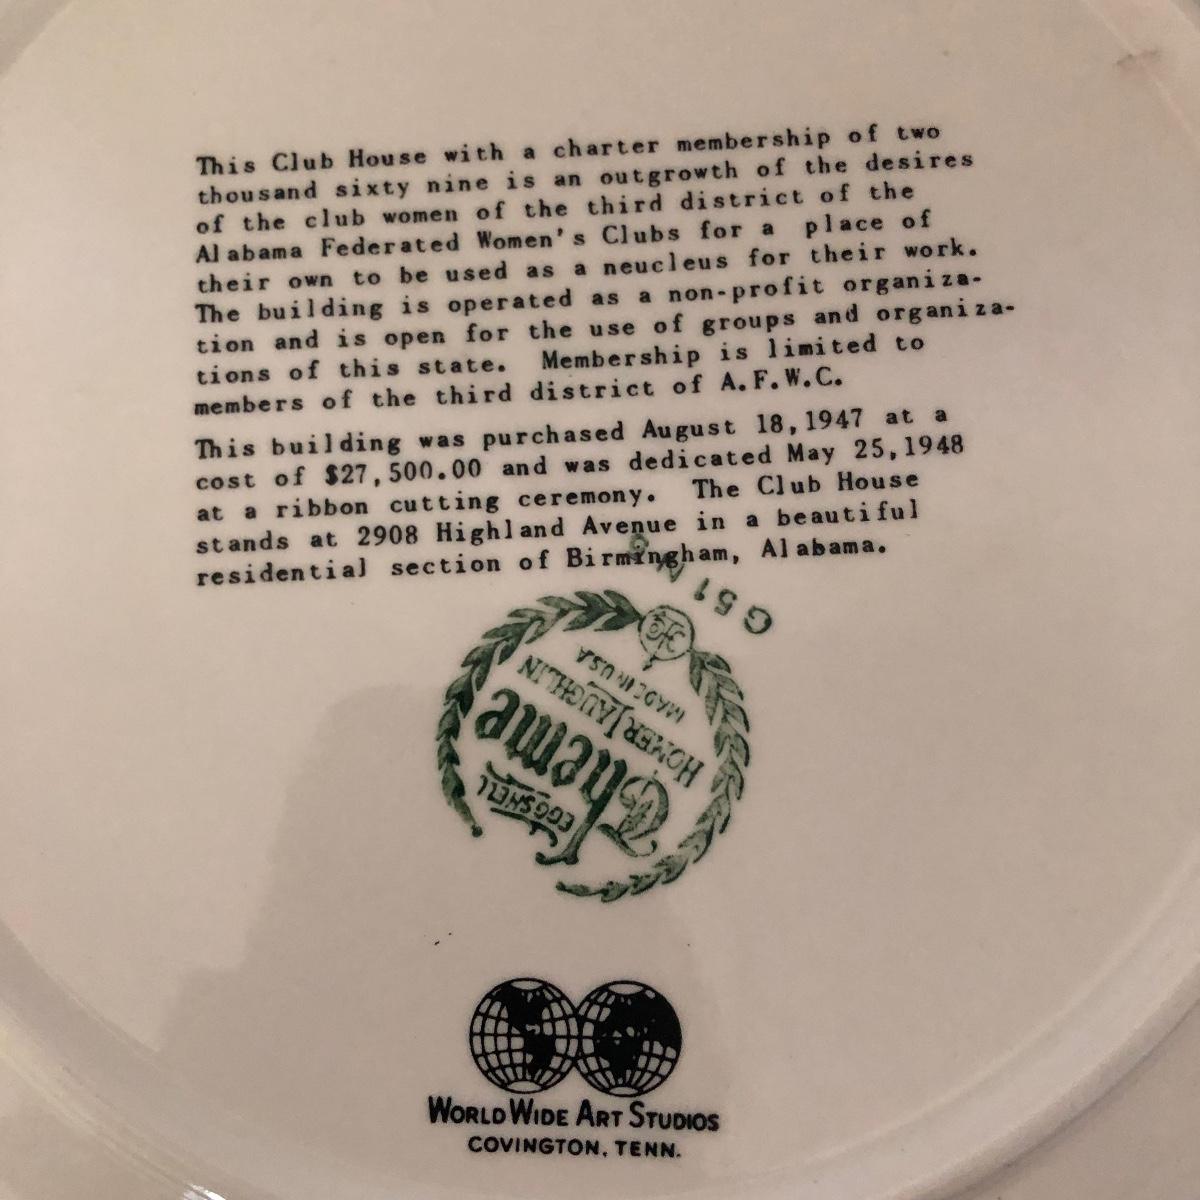 This Club House with a charter membership of two
thousand sixty nine is an outgrowth of the desires
of the club women of the third district of the
Alabama Federated Women's Clubs for a place of
their own to be used as a neucleus for their work.
The building is operated as a non-profit organiza-
tion and is open for the use of groups and organiza-
tions of this state. Membership is limited to
members of the third district of A.F.W.C.
This building was purchased August 18,1947 at a
cost of $27,500.00 and was dedicated May 25,1948
at a ribbon cutting ceremony. The Club House
stands at 2908 Highland Avenue in a beautiful
residential section of Birmingham, Alabama.
EGGSHELL
Theme
HOMER LAUGHLIN
MADE IN U.S.A
G 51 N 8
WORLD WIDE ART STUDIOS
COVINGTON, TENN.